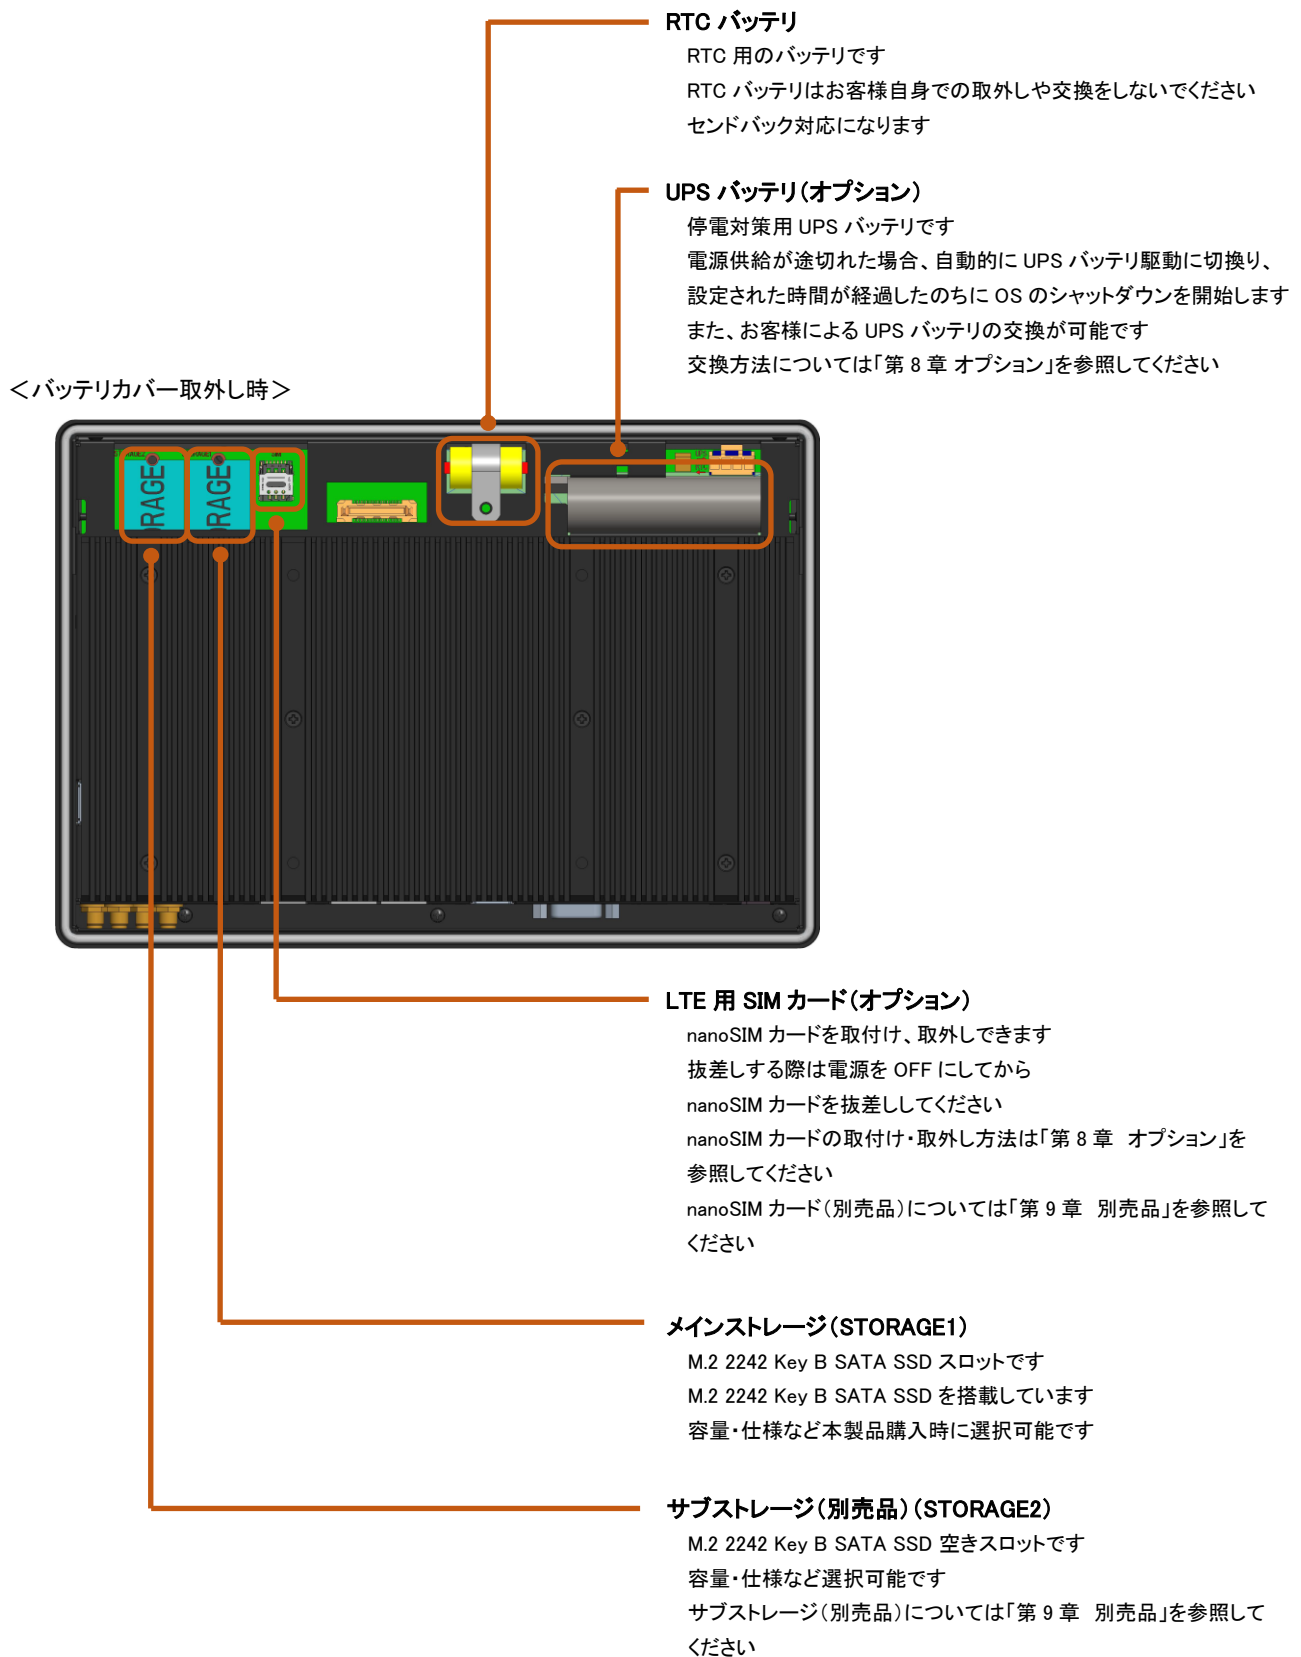 RTC バッテリ
RTC 用のバッテリです
RTC バッテリはお客様自身での取外しや交換をしないでください
センドバック対応になります
UPS バッテリ(オプション)
停電対策用 UPS バッテリです
電源供給が途切れた場合、自動的に UPS バッテリ駆動に切換り、
設定された時間が経過したのちに OS のシャットダウンを開始します
また、お客様による UPS バッテリの交換が可能です
交換方法については「第 8 章 オプション」を参照してください
<バッテリカバー取外し時>
RAGE
RAGE
LTE 用 SIM カード(オプション)
nanoSIM カードを取付け、取外しできます
抜差しする際は電源を OFF にしてから
nanoSIM カードを抜差ししてください
nanoSIM カードの取付け・取外し方法は「第 8 章 オプション」を
参照してください
nanoSIM カード(別売品)については「第 9 章 別売品」を参照して
ください
メインストレージ(STORAGE1)
M.2 2242 Key B SATA SSD スロットです
M.2 2242 Key B SATA SSD を搭載しています
容量・仕様など本製品購入時に選択可能です
サブストレージ(別売品)(STORAGE2)
M.2 2242 Key B SATA SSD 空きスロットです
容量・仕様など選択可能です
サブストレージ(別売品)については「第 9 章 別売品」を参照して
ください